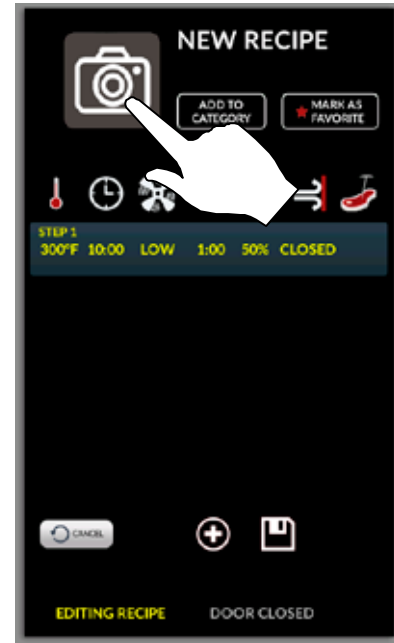 NEW RECIPE
ADD TO
CATEGORY
MARK AS
FAVORITE
STEP 1
300°F 10:00 LOW 1:00 50% CLOSED
CANCEL
EDITING RECIPE DOOR CLOSED